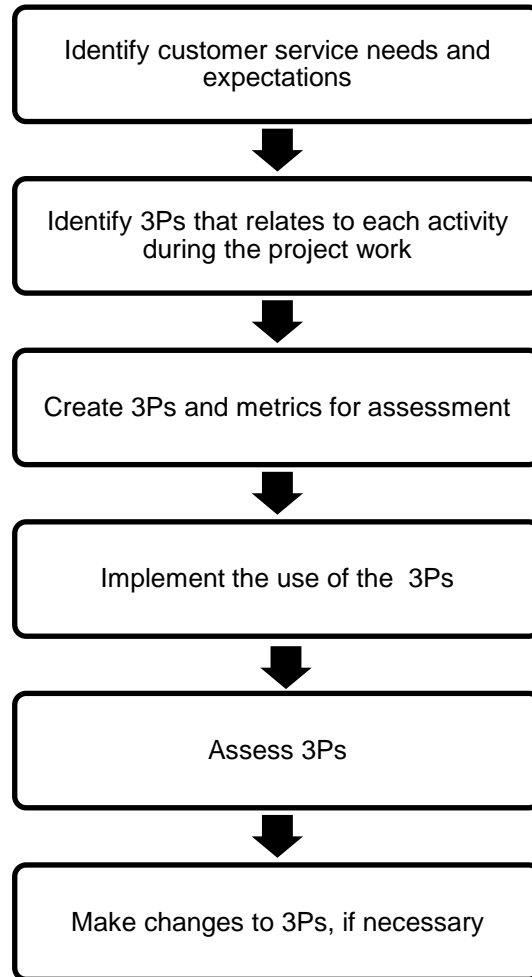 Identify customer service needs and
expectations
Identify 3Ps that relates to each activity
during the project work
Create 3Ps and metrics for assessment
Implement the use of the  3Ps
Assess 3Ps
Make changes to 3Ps, if necessary